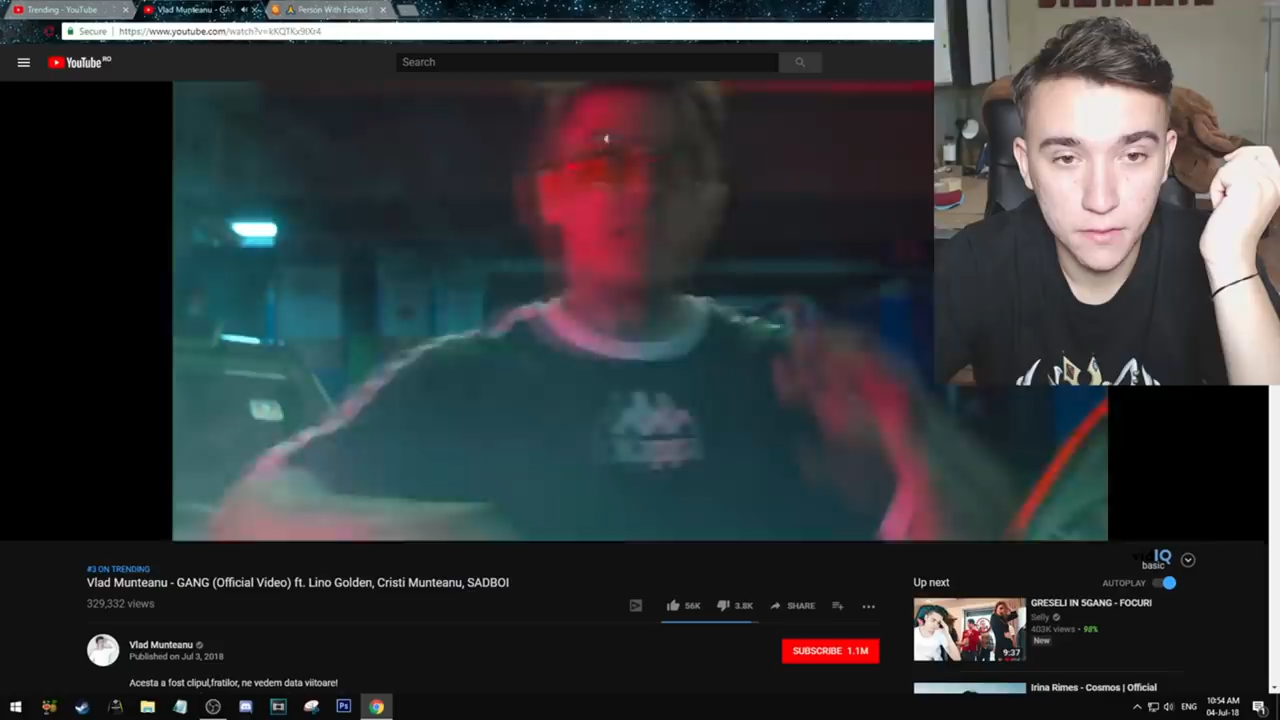 Trending - YouTube
Vlad Munteanu - GA
Person With Folded
Secure
https://www.youtube.com/watch?v=kKQTKx9IXr4
YouTube RO
Search
#3 ON TRENDING
Vlad Munteanu - GANG (Official Video) ft. Lino Golden, Cristi Munteanu, SADBOI
329,332 views
56K
3.8K
SHARE
Vlad Munteanu
Published on Jul 3, 2018
SUBSCRIBE 1.1M
Acesta a fost clipul,fratilor, ne vedem data viitoare!
vidIQ
basic
Up next
AUTOPLAY
GRESELI IN 5GANG - FOCURI
Selly
403K views • 98%
New
9:37
Irina Rimes - Cosmos | Official
Ps
ENG
10:54 AM
04-Jul-18